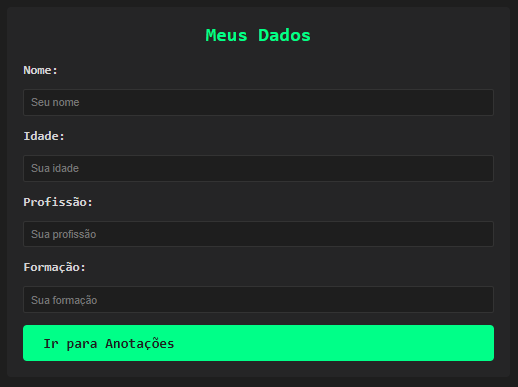 Meus Dados
Nome:
Seu nome
Idade:
Sua idade
Profissão:
Sua profissão
Formação:
Sua formação
Ir para Anotações